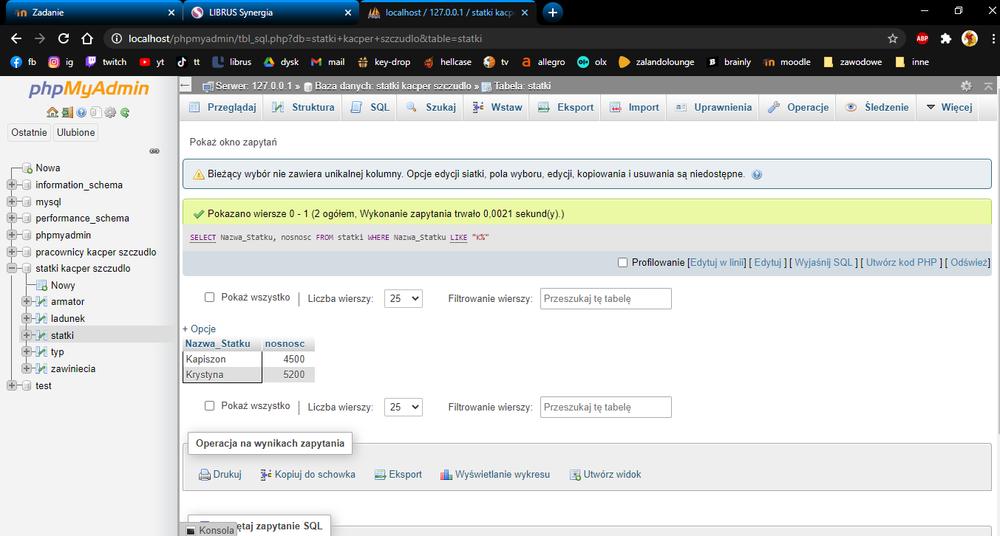 Zadanie
LIBRUS Synergia
localhost / 127.0.0.1 / statki kacp
localhost/phpmyadmin/tbl_sql.php?db=statki+kacper+szczudlo&table=statki
ABP
fb ig twitch yt tt librus dysk mail key-drop hellcase tv allegro olx zalandolounge brainly moodle zawodowe inne
phpMyAdmin
Ostatnie Ulubione
Nowa
information_schema
mysql
performance_schema
phpmyadmin
pracownicy kacper szczudlo
statki kacper szczudlo
Nowy
armator
ladunek
statki
typ
zawiniecia
test
Serwer: 127.0.0.1 » Baza danych: statki kacper szczudlo » Tabela: statki
Przeglądaj Struktura SQL Szukaj Wstaw Eksport Import Uprawnienia Operacje Śledzenie Więcej
Pokaż okno zapytań
Bieżący wybór nie zawiera unikalnej kolumny. Opcje edycji siatki, pola wyboru, edycji, kopiowania i usuwania są niedostępne.
Pokazano wiersze 0 - 1 (2 ogółem, Wykonanie zapytania trwało 0,0021 sekund(y).)
SELECT Nazwa_Statku, nosnosc FROM statki WHERE Nazwa_Statku LIKE "K%"
Profilowanie [Edytuj w linii] [ Edytuj ] [ Wyjaśnij SQL ] [ Utwórz kod PHP ] [ Odśwież]
Pokaż wszystko | Liczba wierszy: 25 Filtrowanie wierszy: Przeszukaj tę tabelę
+ Opcje
Nazwa_Statku nosnosc
Kapiszon 4500
Krystyna 5200
Pokaż wszystko | Liczba wierszy: 25 Filtrowanie wierszy: Przeszukaj tę tabelę
Operacja na wynikach zapytania
Drukuj Kopiuj do schowka Eksport Wyświetlanie wykresu Utwórz widok
ętaj zapytanie SQL
Konsola